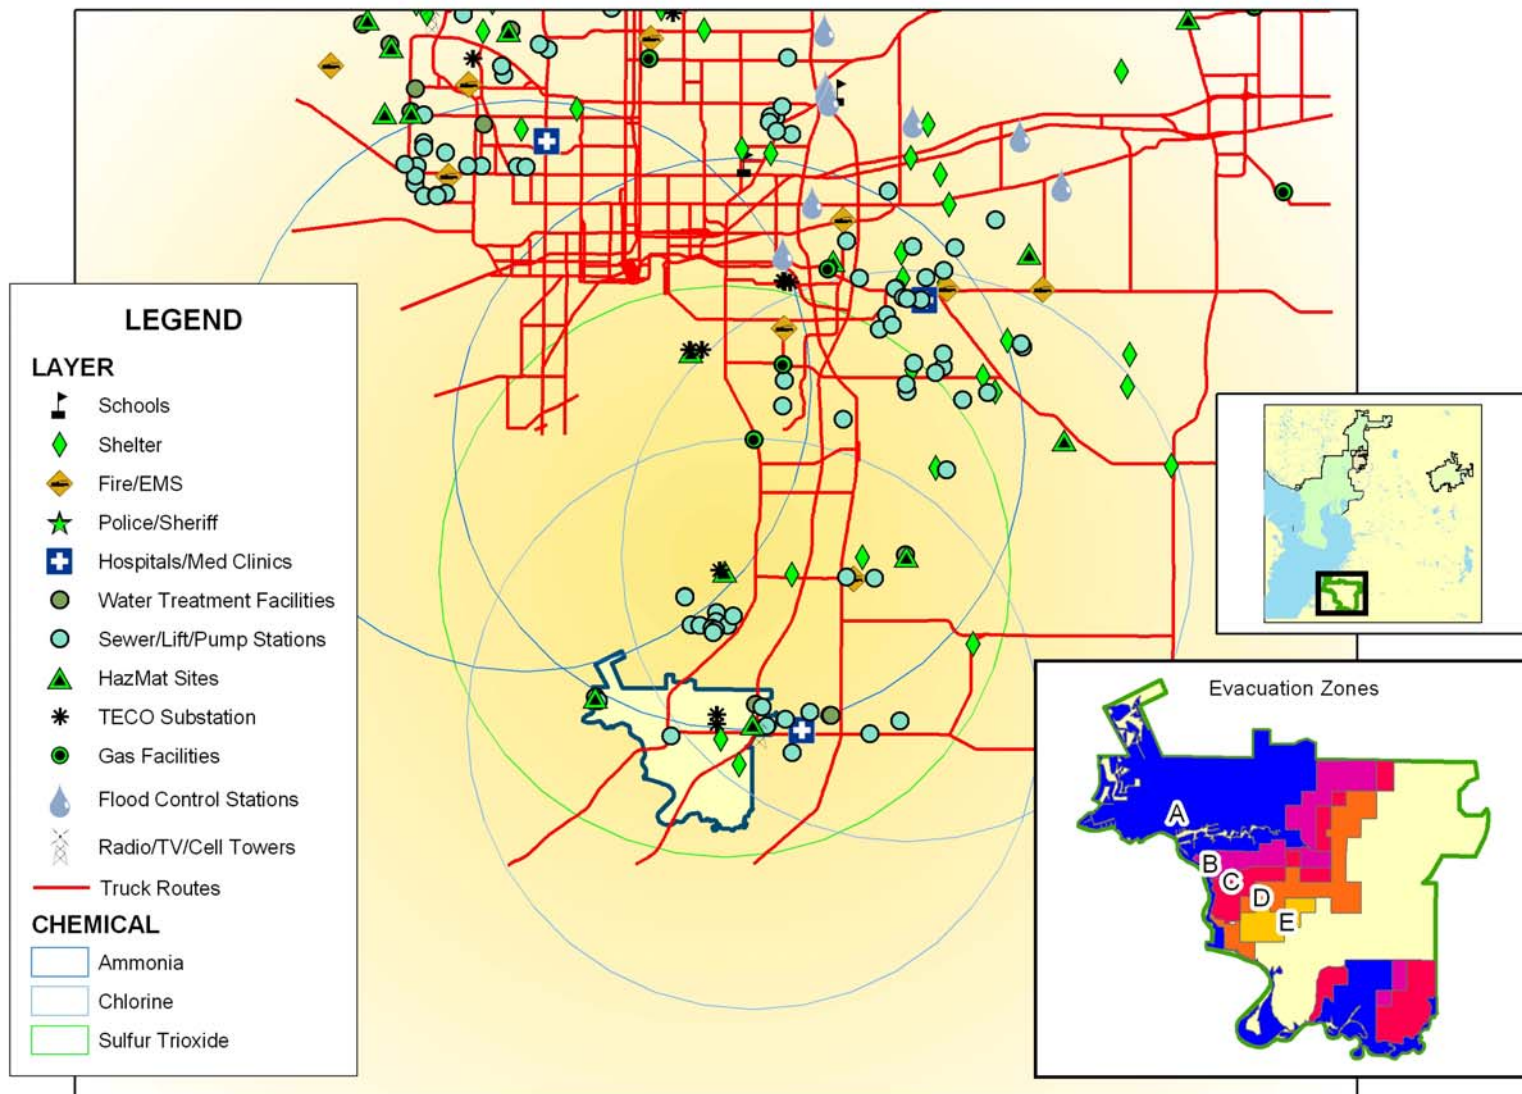 LEGEND
LAYER
Schools
Shelter
Fire/EMS
Police/Sheriff
Hospitals/Med Clinics
Water Treatment Facilities
Sewer/Lift/Pump Stations
HazMat Sites
TECO Substation
Gas Facilities
Flood Control Stations
Radio/TV/Cell Towers
Truck Routes
CHEMICAL
Ammonia
Chlorine
Sulfur Trioxide
Evacuation Zones
A
B
C
D
E